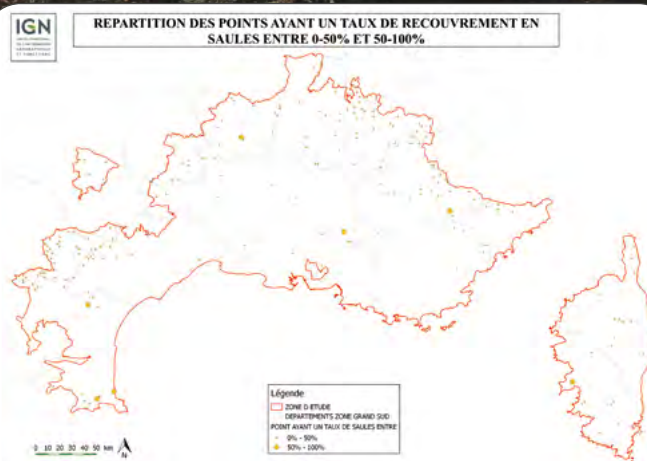 IGN
REPARTITION DES POINTS AYANT UN TAUX DE RECOUVREMENT EN
SAULES ENTRE 0-50% ET 50-100%
Légende
ZONE D ETUDE
DEPARTEMENTS ZONE GRAND SUD
POINT AYANT UN TAUX DE SAULES ENTRE
0% - 50%
50% - 100%
0 10 20 30 40 50 km
N